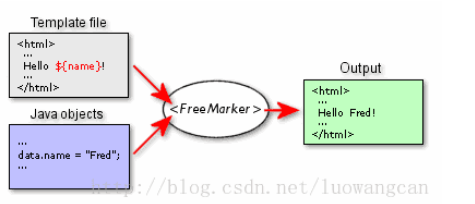 Template file
<html>
...
Hello ${name}!
...
</html>
Java objects
...
data.name = "Fred";
...
<FreeMarker>
Output
<html>
...
Hello Fred!
...
</html>
http://blog.csdn.net/luowangcan